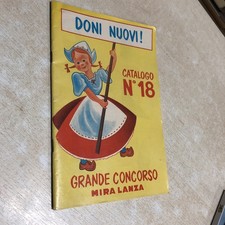 DONI NUOVI!
CATALOGO
N° 18
GRANDE CONCORSO
MIRA LANZA